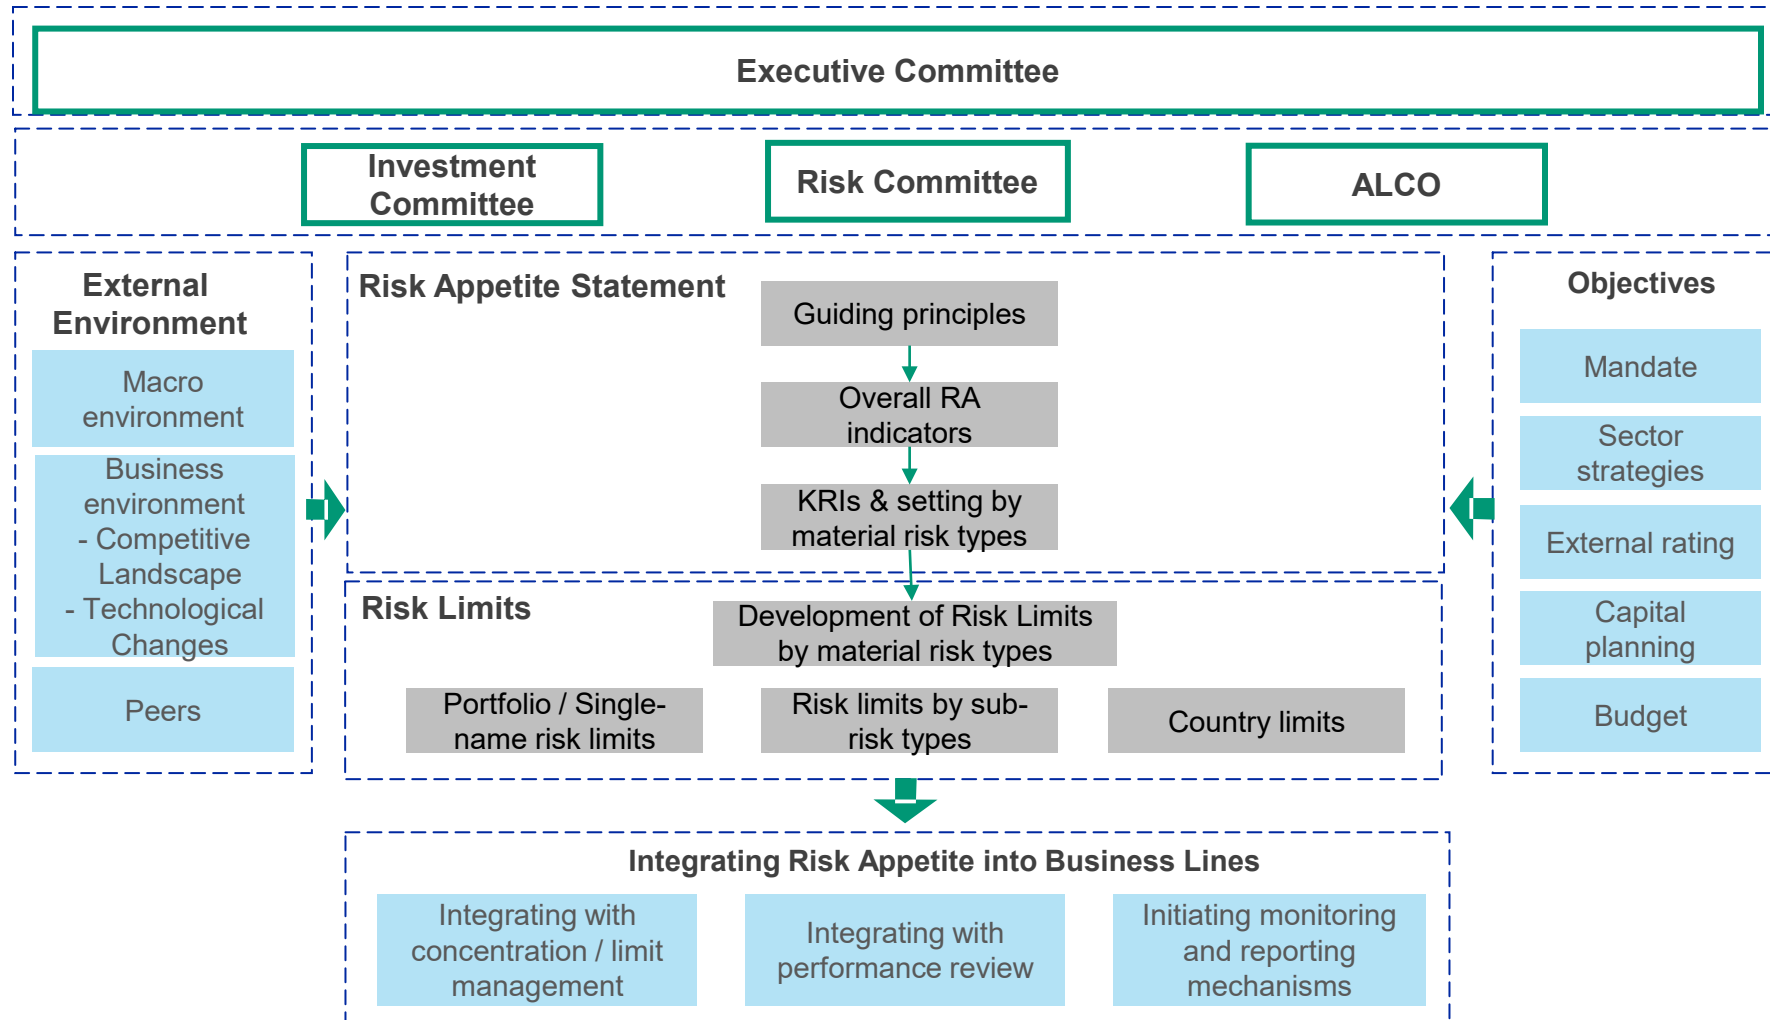 Executive Committee
Investment
Committee
Risk Committee
ALCO
External
Environment
Macro
environment
Business
environment
- Competitive
Landscape
- Technological
Changes
Peers
Risk Appetite Statement
Guiding principles
Overall RA
indicators
KRIs & setting by
material risk types
Risk Limits
Development of Risk Limits
by material risk types
Portfolio / Single-
name risk limits
Risk limits by sub-
risk types
Country limits
Objectives
Mandate
Sector
strategies
External rating
Capital
planning
Budget
Integrating Risk Appetite into Business Lines
Integrating with
concentration / limit
management
Integrating with
performance review
Initiating monitoring
and reporting
mechanisms